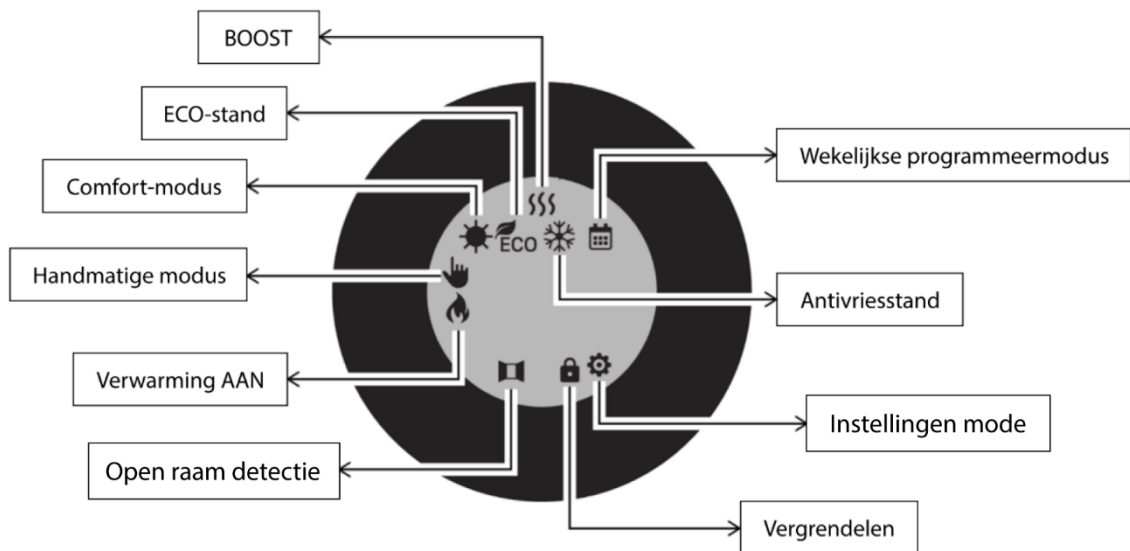 BOOST
ECO-stand
Wekelijkse programmeermodus
Comfort-modus
ECO
Handmatige modus
Antivriesstand
Verwarming AAN
Instellingen mode
Open raam detectie
Vergrendelen